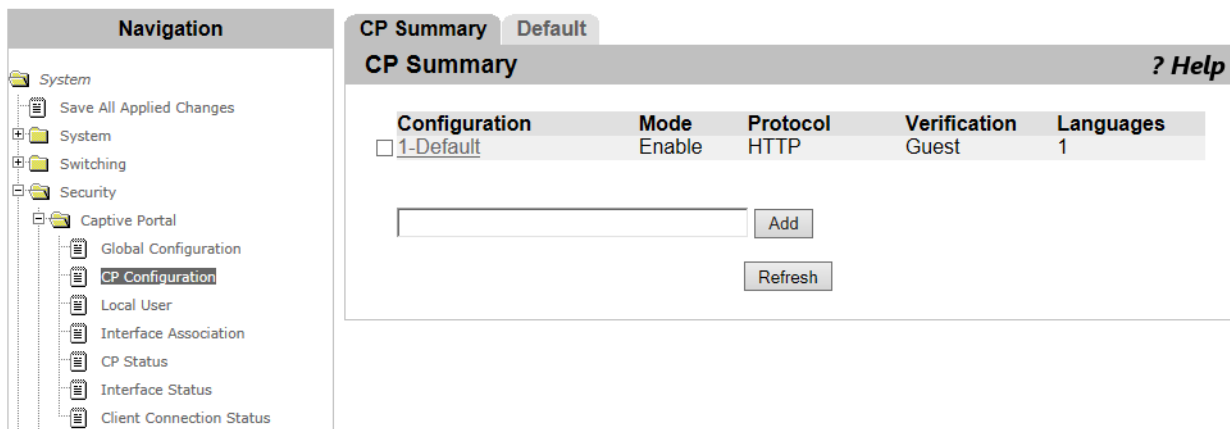 Navigation
System
Save All Applied Changes
System
Switching
Security
Captive Portal
Global Configuration
CP Configuration
Local User
Interface Association
CP Status
Interface Status
Client Connection Status
CP Summary Default
CP Summary ? Help
Configuration Mode Protocol Verification Languages
1-Default Enable HTTP Guest 1
Add
Refresh